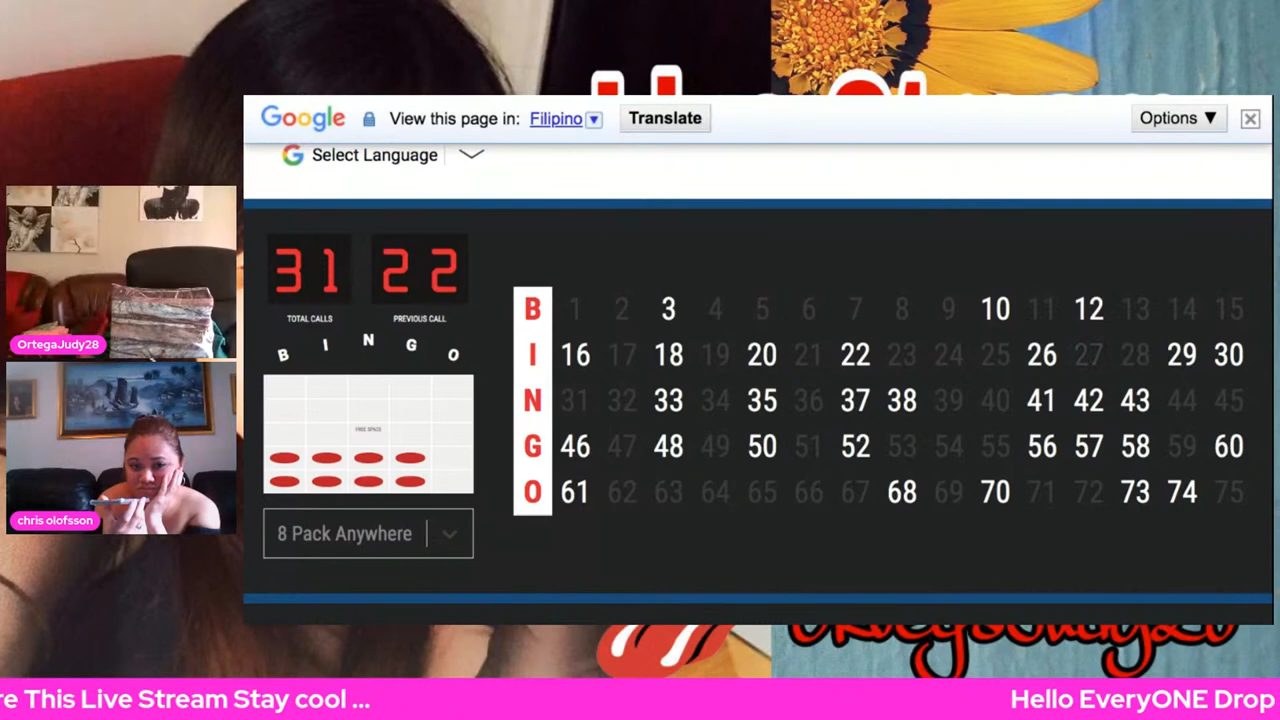 Google View this page in: Filipino Translate Options ▼
G Select Language
31 22
TOTAL CALLS PREVIOUS CALL
B I N G O
FREE SPACE
8 Pack Anywhere
B 1 2 3 4 5 6 7 8 9 10 11 12 13 14 15
I 16 17 18 19 20 21 22 23 24 25 26 27 28 29 30
N 31 32 33 34 35 36 37 38 39 40 41 42 43 44 45
G 46 47 48 49 50 51 52 53 54 55 56 57 58 59 60
O 61 62 63 64 65 66 67 68 69 70 71 72 73 74 75
OrtegaJudy28
chris olofsson
re This Live Stream Stay cool ...
Hello EveryONE Drop